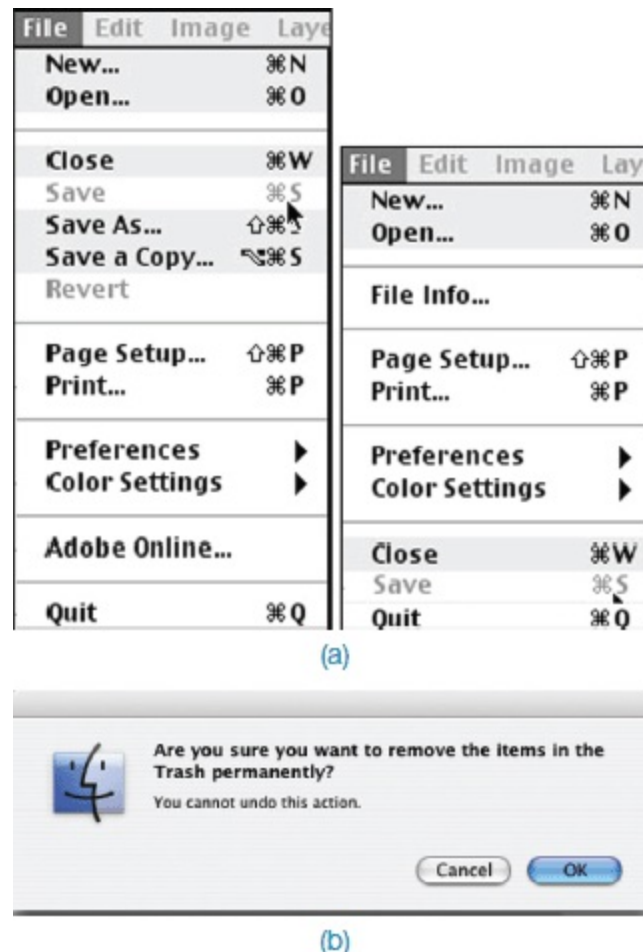 File Edit Image Laye
New... ⌘N
Open... ⌘O
Close ⌘W
Save ⌘S
Save As... ⇧⌘S
Save a Copy... ⌥⌘S
Revert
Page Setup... ⇧⌘P
Print... ⌘P
Preferences ▶
Color Settings ▶
Adobe Online...
Quit ⌘Q
File Edit Image Lay
New... ⌘N
Open... ⌘O
File Info...
Page Setup... ⇧⌘P
Print... ⌘P
Preferences ▶
Color Settings ▶
Close ⌘W
Save ⌘S
Quit ⌘Q
(a)
Are you sure you want to remove the items in the
Trash permanently?
You cannot undo this action.
Cancel OK
(b)